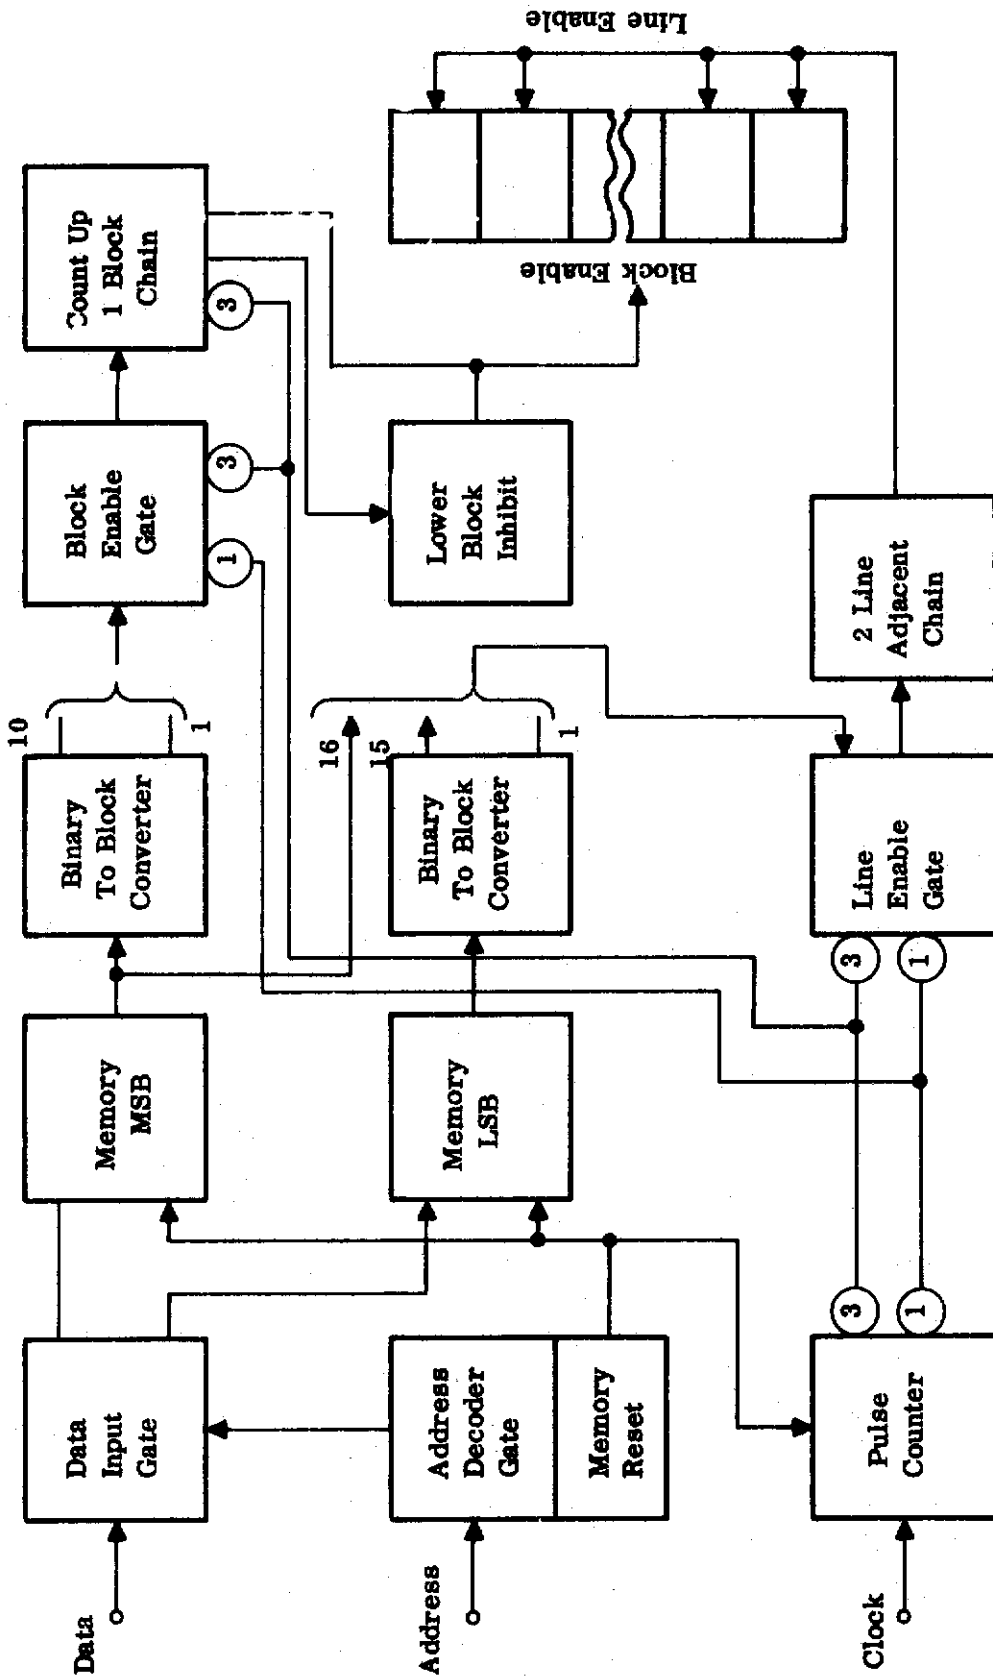 Data
Data
Input
Gate
Memory
MSB
Binary
To Block
Converter
10
1
Block
Enable
Gate
1
3
Count Up
1 Block
Chain
3
Address
Address
Decoder
Gate
Memory
Reset
Memory
LSB
Binary
To Block
Converter
16
15
1
Lower
Block
Inhibit
Block Enable
Line Enable
Clock
Pulse
Counter
3
1
3
1
Line
Enable
Gate
2 Line
Adjacent
Chain